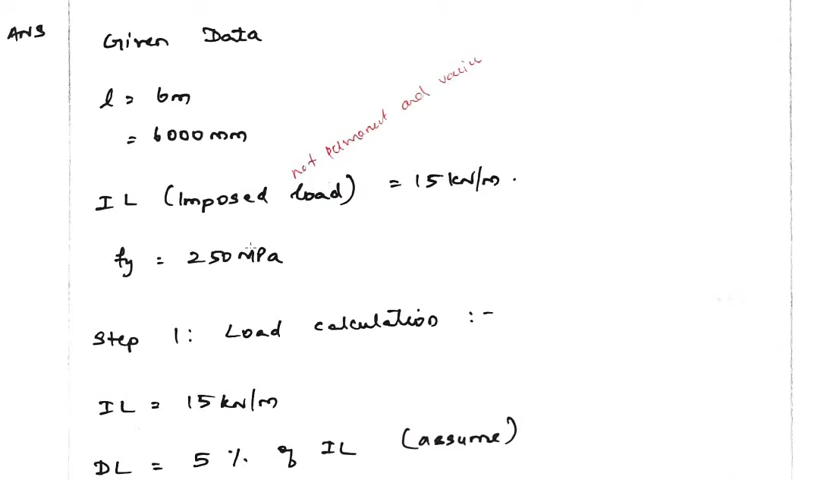 ANS Given Data
l = 6m
= 6000 mm
not permanent and
IL (Imposed load) = 15 kN/m.
fy = 250 MPa
Step 1: Load calculation :-
IL = 15 kN/m
DL = 5 % of IL (assume)